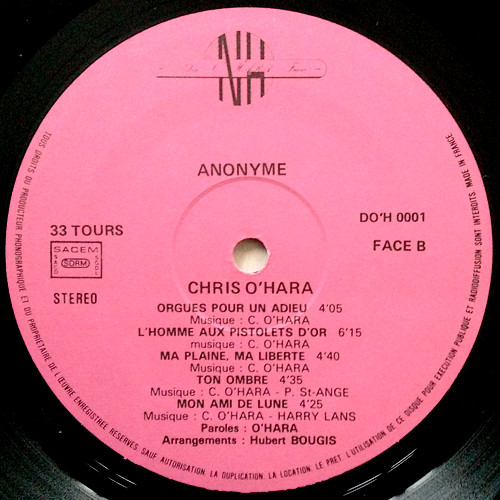 NH
ANONYME
33 TOURS
DO'H 0001
SACEM
SDRM
FACE B
STEREO
CHRIS O'HARA
ORGUES POUR UN ADIEU 4'05
Musique : C. O'HARA
L'HOMME AUX PISTOLETS D'OR 6'15
musique : C. O'HARA
MA PLAINE, MA LIBERTE 4'40
Musique : C. O'HARA
TON OMBRE 4'35
Musique : C. O'HARA - P. St-ANGE
MON AMI DE LUNE 4'25
Musique : C. O'HARA - HARRY LANS
Paroles : O'HARA
Arrangements : Hubert BOUGIS
TOUS DROITS DU PRODUCTEUR PHONOGRAPHIQUE ET DU PROPRIETAIRE DE L'ŒUVRE ENREGISTREE RESERVES. SAUF AUTORISATION. LA DUPLICATION. LA LOCATION. LE PRET. L'UTILISATION DE CE DISQUE POUR EXECUTION PUBLIQUE ET RADIODIFFUSION SONT INTERDITS MADE IN FRANCE